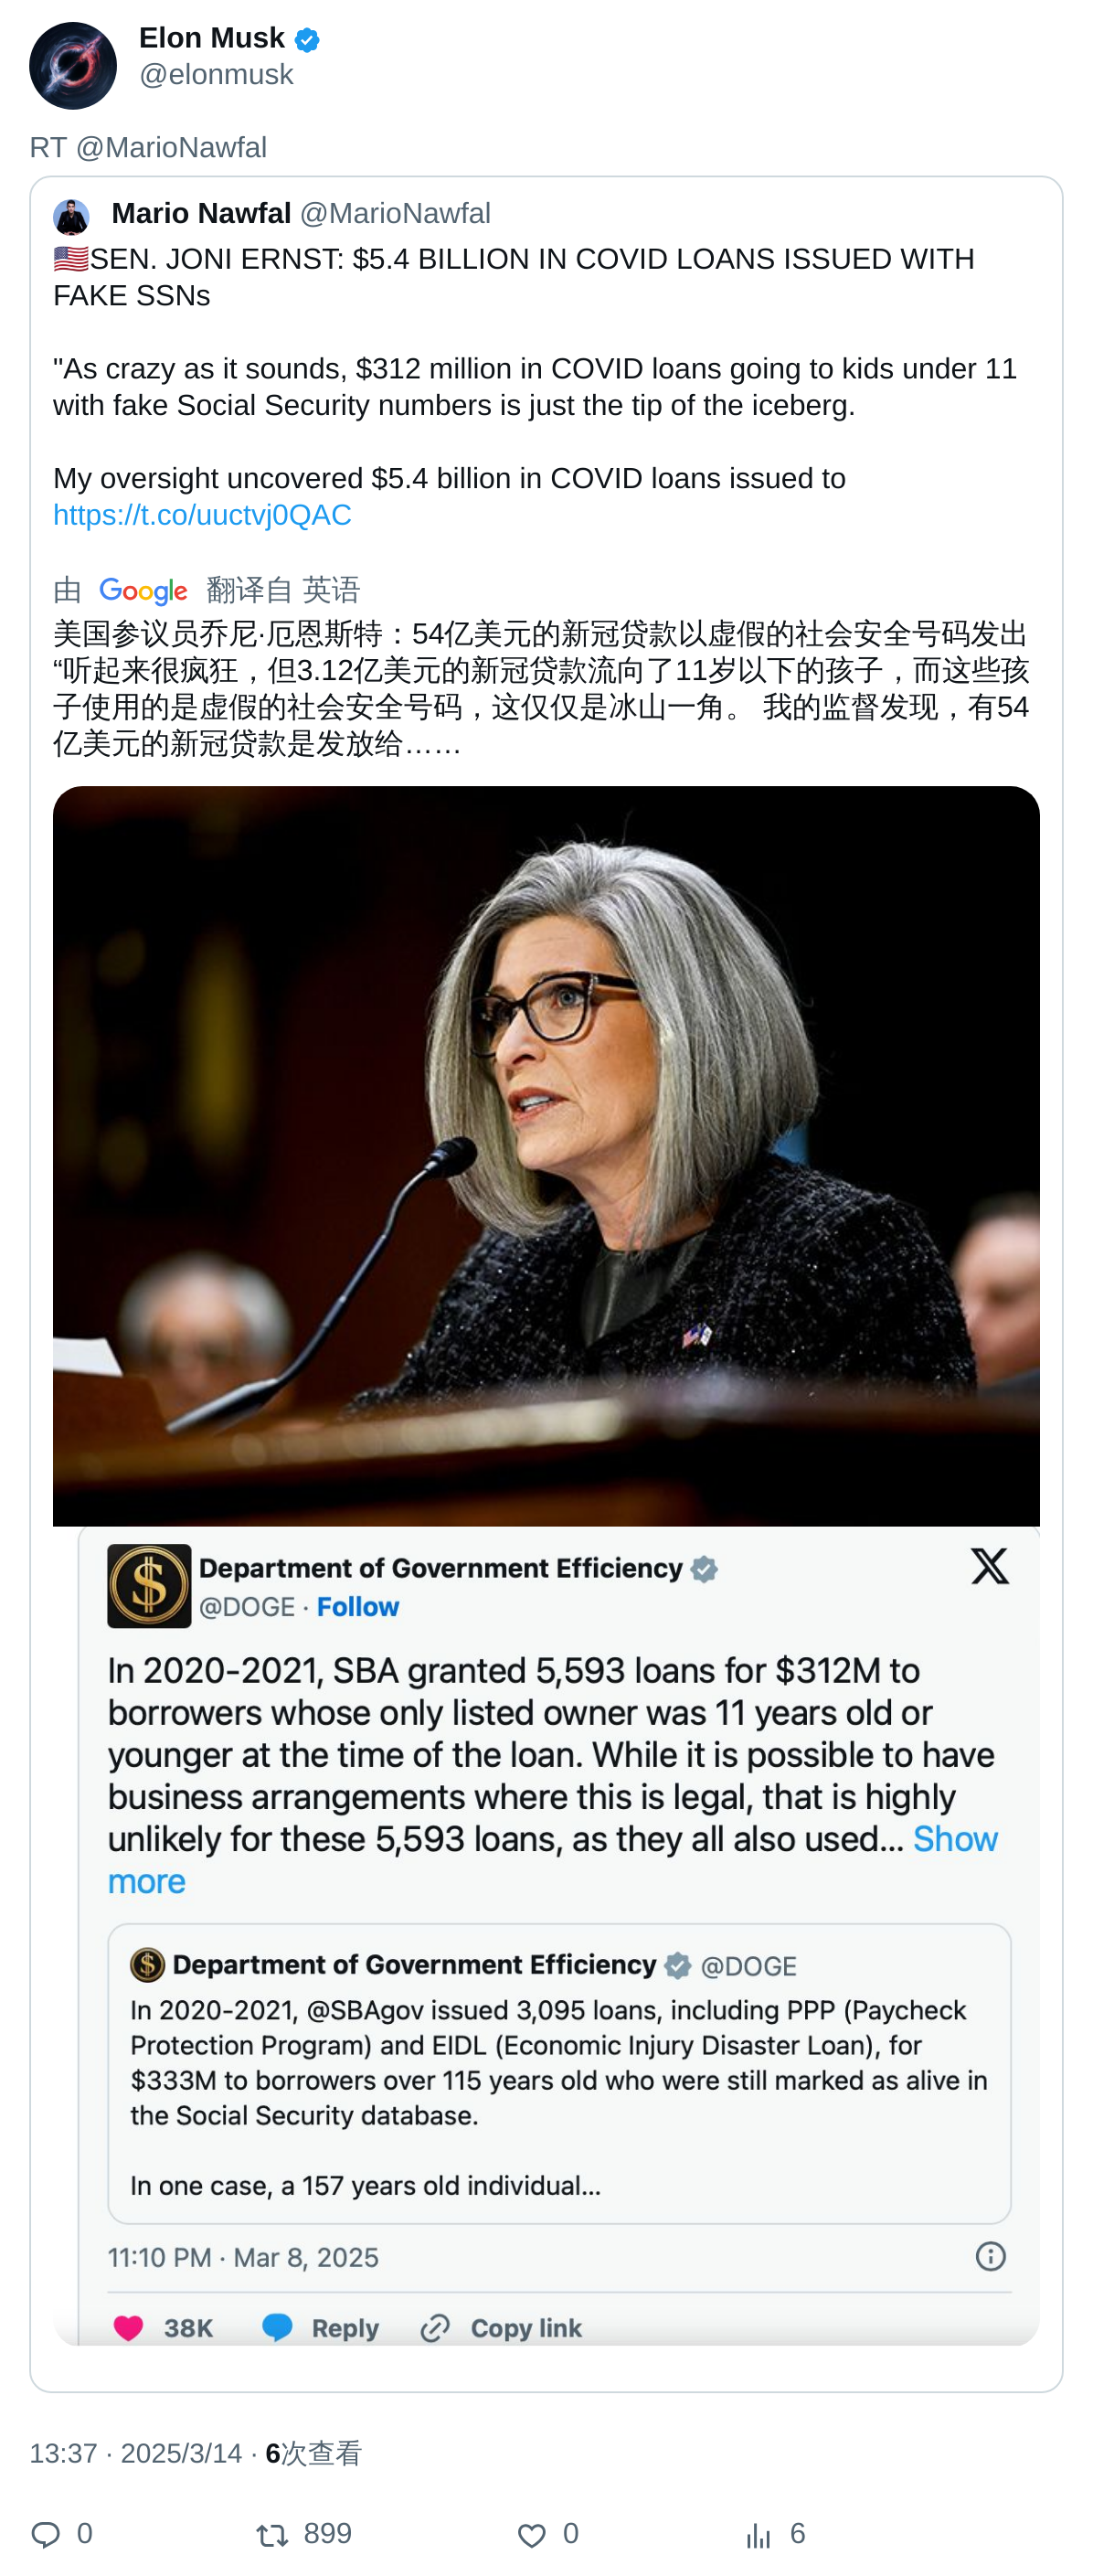 Elon Musk
@elonmusk
RT @MarioNawfal
Mario Nawfal @MarioNawfal
🇺🇸SEN. JONI ERNST: $5.4 BILLION IN COVID LOANS ISSUED WITH
FAKE SSNs
"As crazy as it sounds, $312 million in COVID loans going to kids under 11
with fake Social Security numbers is just the tip of the iceberg.
My oversight uncovered $5.4 billion in COVID loans issued to
https://t.co/uuctvj0QAC
由 Google 翻译自 英语
美国参议员乔尼·厄恩斯特：54亿美元的新冠贷款以虚假的社会安全号码发出
“听起来很疯狂，但3.12亿美元的新冠贷款流向了11岁以下的孩子，而这些孩
子使用的是虚假的社会安全号码，这仅仅是冰山一角。 我的监督发现，有54
亿美元的新冠贷款是发放给……
Department of Government Efficiency
@DOGE · Follow
In 2020-2021, SBA granted 5,593 loans for $312M to
borrowers whose only listed owner was 11 years old or
younger at the time of the loan. While it is possible to have
business arrangements where this is legal, that is highly
unlikely for these 5,593 loans, as they all also used... Show
more
Department of Government Efficiency @DOGE
In 2020-2021, @SBAgov issued 3,095 loans, including PPP (Paycheck
Protection Program) and EIDL (Economic Injury Disaster Loan), for
$333M to borrowers over 115 years old who were still marked as alive in
the Social Security database.
In one case, a 157 years old individual...
11:10 PM · Mar 8, 2025
38K Reply Copy link
13:37 · 2025/3/14 · 6次查看
0 899 0 6